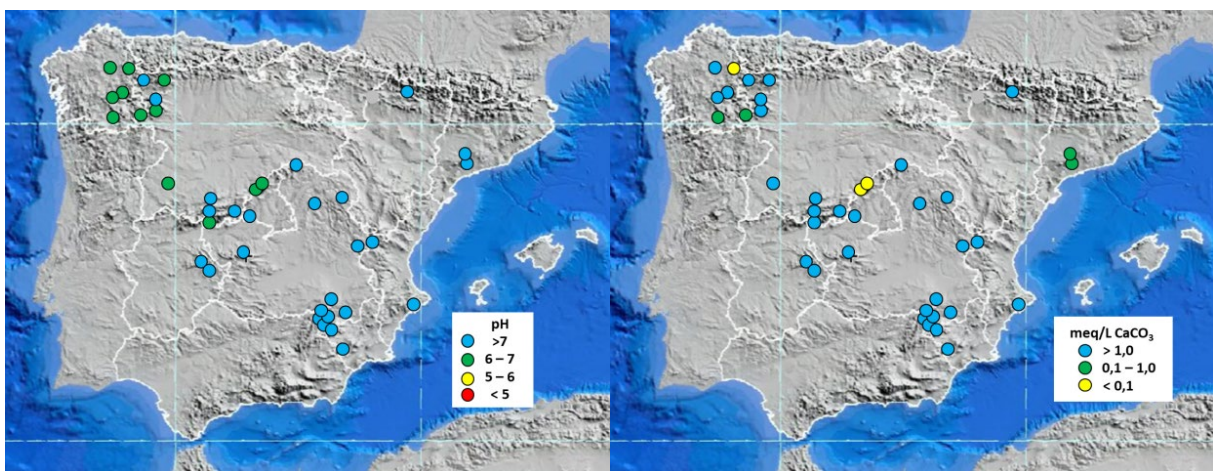 pH
>7
6 – 7
5 – 6
< 5
meq/L CaCO₃
> 1,0
0,1 – 1,0
< 0,1